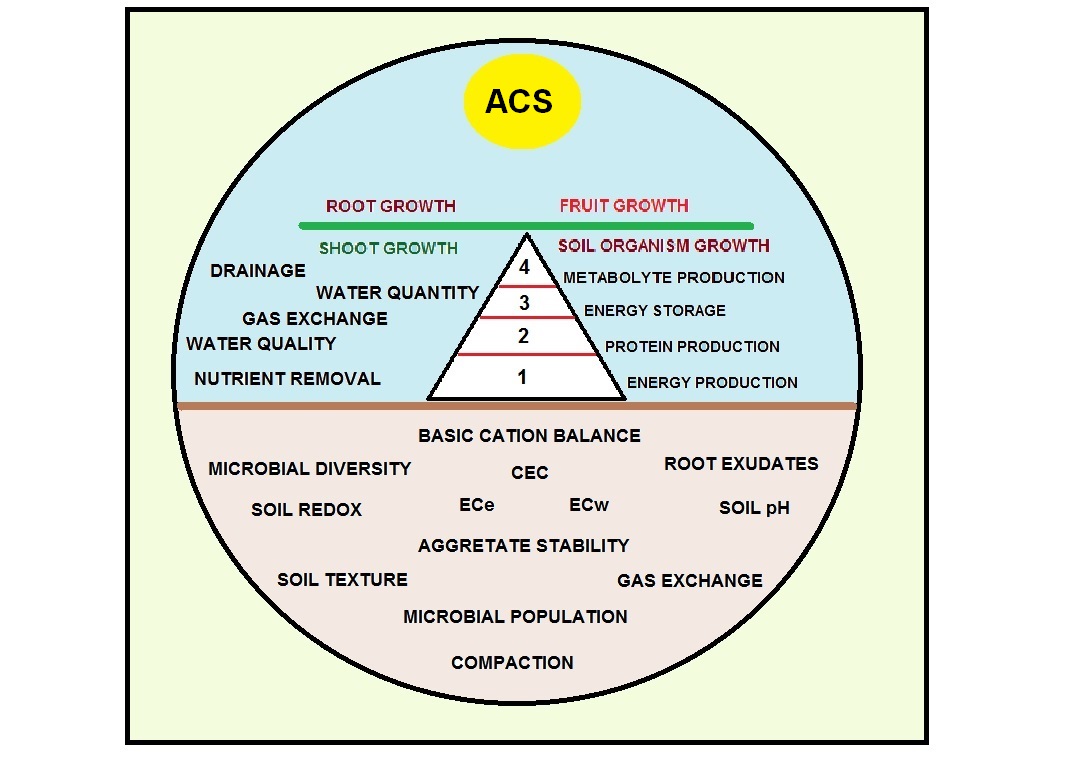 ACS
ROOT GROWTH
FRUIT GROWTH
SHOOT GROWTH
SOIL ORGANISM GROWTH
DRAINAGE
4
METABOLYTE PRODUCTION
WATER QUANTITY
3
ENERGY STORAGE
GAS EXCHANGE
2
WATER QUALITY
PROTEIN PRODUCTION
NUTRIENT REMOVAL
1
ENERGY PRODUCTION
BASIC CATION BALANCE
MICROBIAL DIVERSITY
CEC
ROOT EXUDATES
SOIL REDOX
ECe
ECw
SOIL pH
AGGRETATE STABILITY
SOIL TEXTURE
GAS EXCHANGE
MICROBIAL POPULATION
COMPACTION